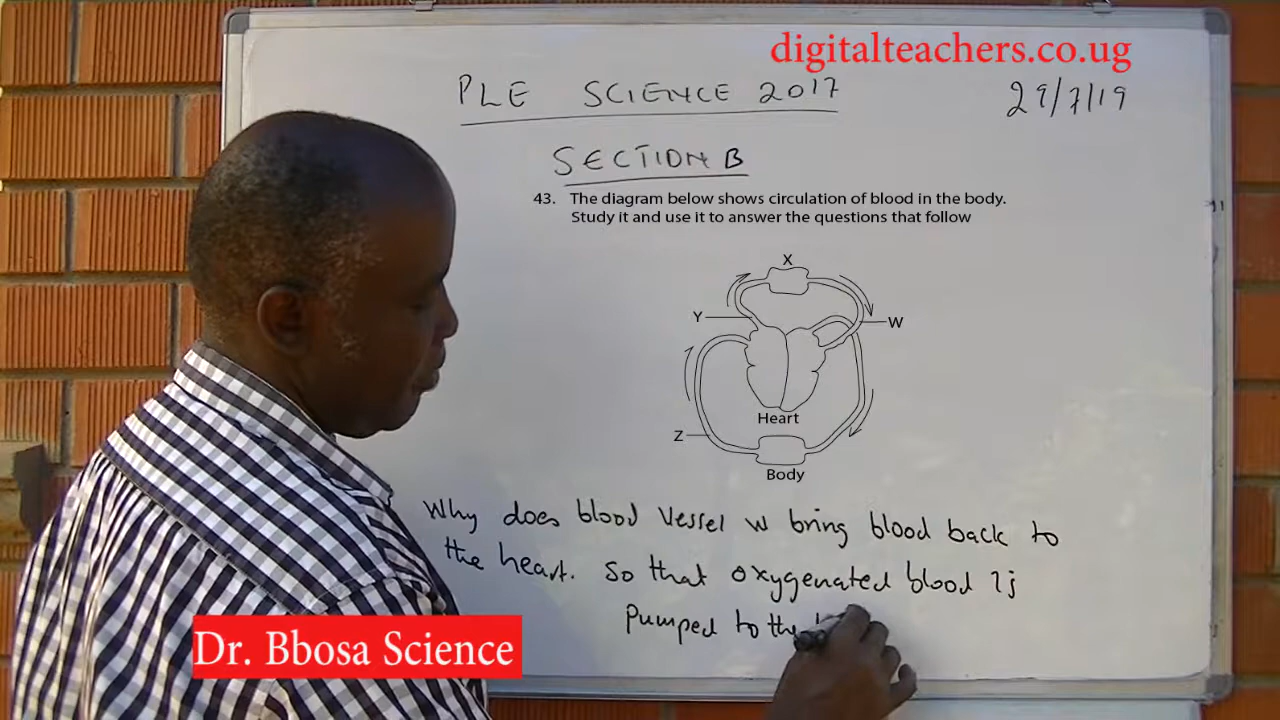 digitalteachers.co.ug
PLE SCIENCE 2017
29/7/19
SECTION B
43. The diagram below shows circulation of blood in the body.
Study it and use it to answer the questions that follow
X
Y
W
Heart
Z
Body
Why does blood vessel W bring blood back to
the heart. So that oxygenated blood is
Pumped to the
Dr. Bbosa Science